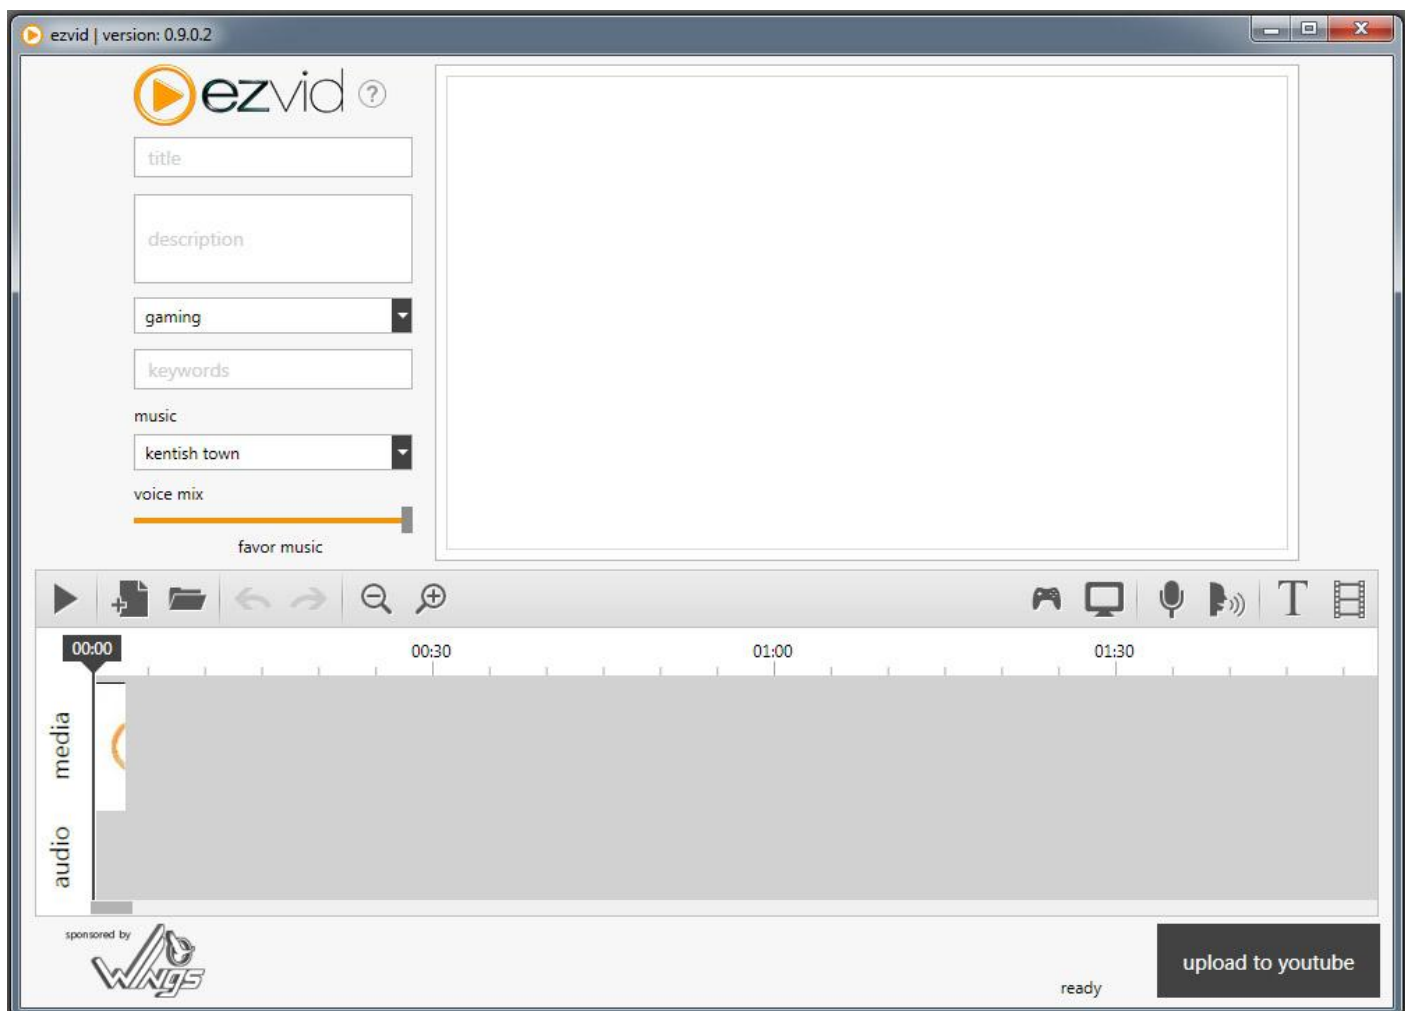 ezvid | version: 0.9.0.2
ezvid ?
title
description
gaming
keywords
music
kentish town
voice mix
favor music
T
00:00 00:30 01:00 01:30
media
audio
sponsored by
Wings
upload to youtube
ready